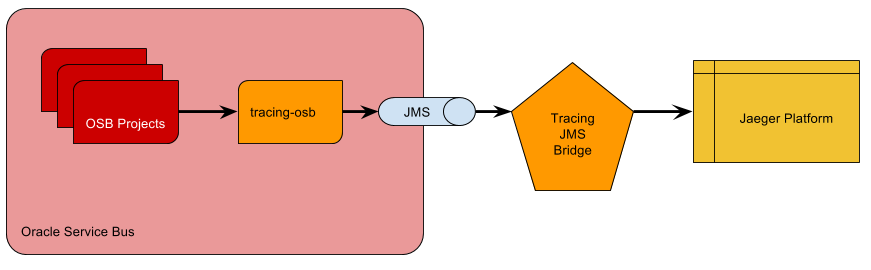 OSB Projects
tracing-osb
JMS
Tracing
JMS
Bridge
Jaeger Platform
Oracle Service Bus